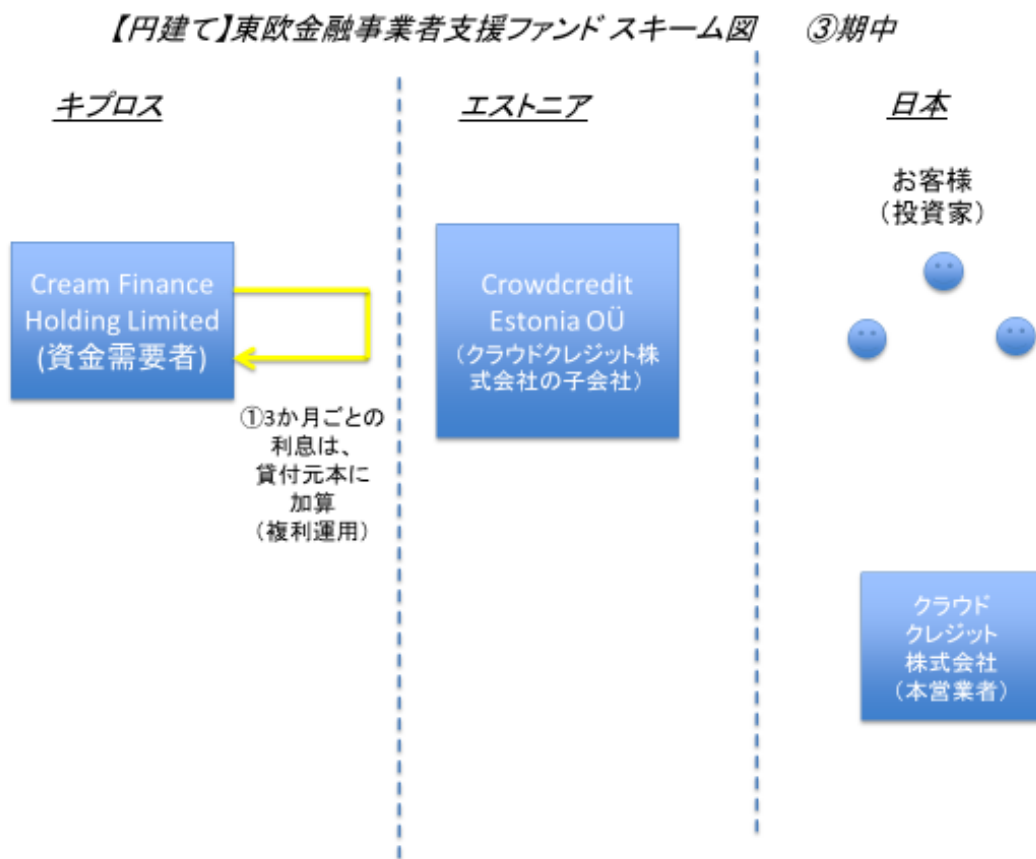 【円建て】東欧金融事業者支援ファンド スキーム図 ③期中
キプロス
エストニア
日本
お客様
（投資家）
Cream Finance
Holding Limited
(資金需要者)
①3か月ごとの
利息は、
貸付元本に
加算
（複利運用）
Crowdcredit
Estonia OÜ
（クラウドクレジット株
式会社の子会社）
クラウド
クレジット
株式会社
（本営業者）